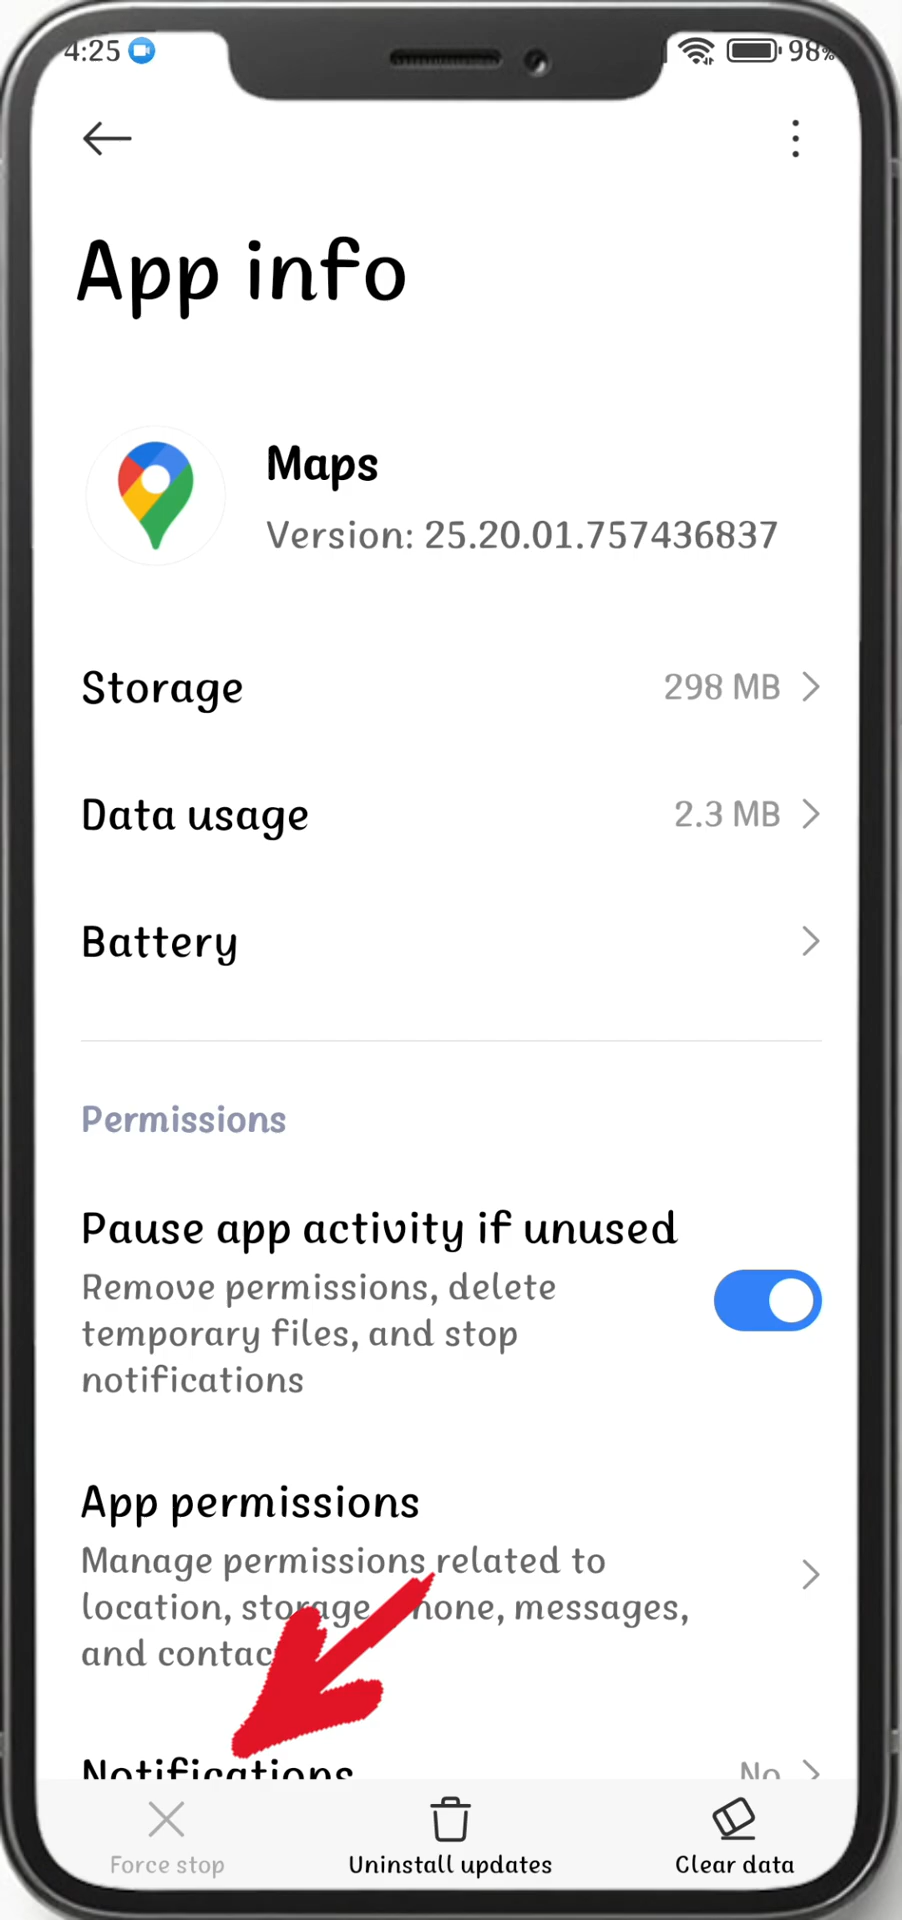 4:25
98%
App info
Maps
Version: 25.20.01.757436837
Storage
298 MB
Data usage
2.3 MB
Battery
Permissions
Pause app activity if unused
Remove permissions, delete
temporary files, and stop
notifications
App permissions
Manage permissions related to
location, storage, phone, messages,
and contac
Notifications
No
Force stop
Uninstall updates
Clear data